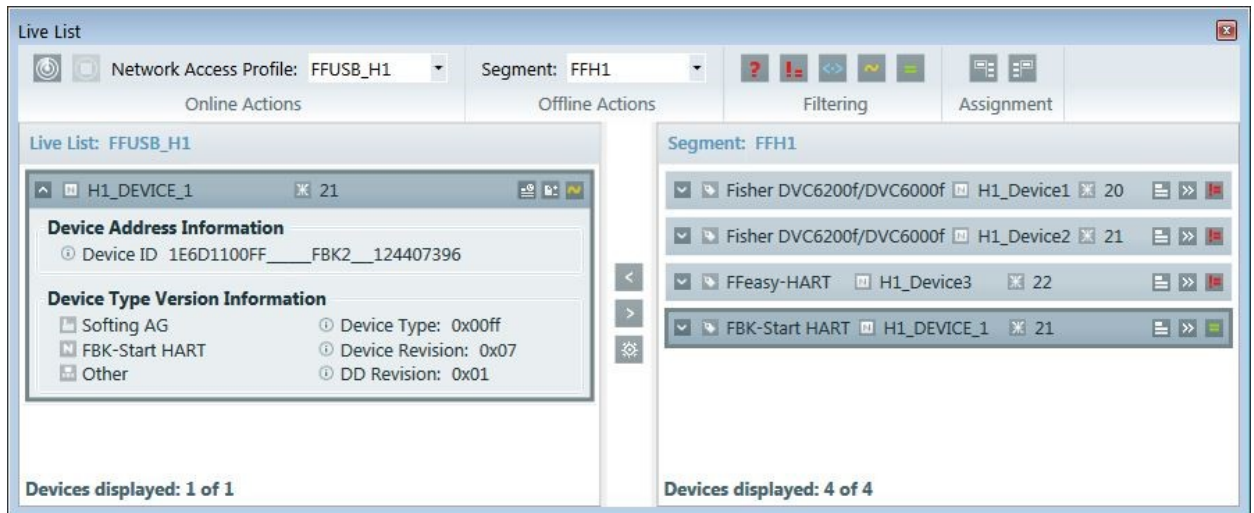 Live List
Network Access Profile: FFUSB_H1 Segment: FFH1
Online Actions Offline Actions Filtering Assignment
Live List: FFUSB_H1
H1_DEVICE_1 21
Device Address Information
Device ID 1E6D1100FF_____FBK2__124407396
Device Type Version Information
Softing AG Device Type: 0x00ff
FBK-Start HART Device Revision: 0x07
Other DD Revision: 0x01
Devices displayed: 1 of 1
Segment: FFH1
Fisher DVC6200f/DVC6000f H1_Device1 20
Fisher DVC6200f/DVC6000f H1_Device2 21
FFeasy-HART H1_Device3 22
FBK-Start HART H1_DEVICE_1 21
Devices displayed: 4 of 4